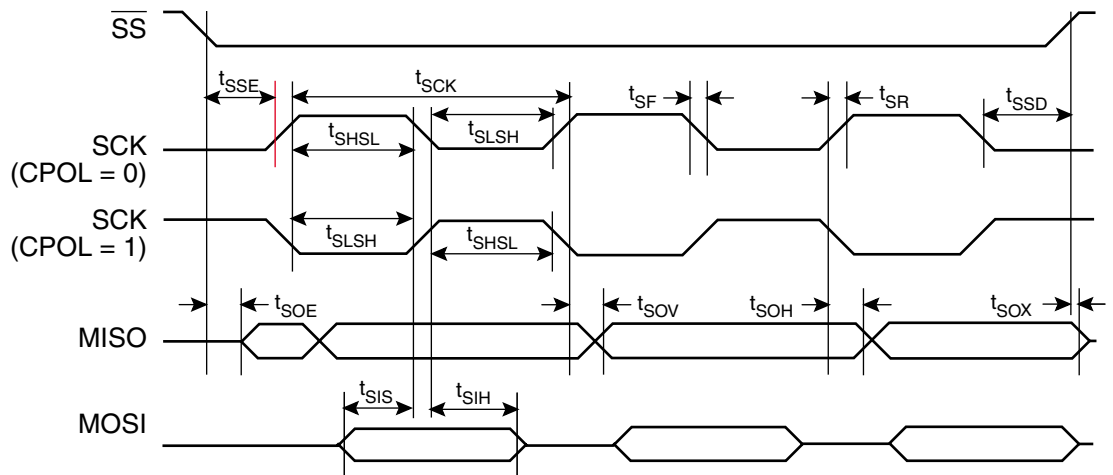 SS
tSSE
tSCK
tSF
tSR
tSSD
SCK
(CPOL = 0)
tSHSL
tSLSH
SCK
(CPOL = 1)
tSLSH
tSHSL
tSOE
tSOV
tSOH
tSOX
MISO
tSIS
tSIH
MOSI